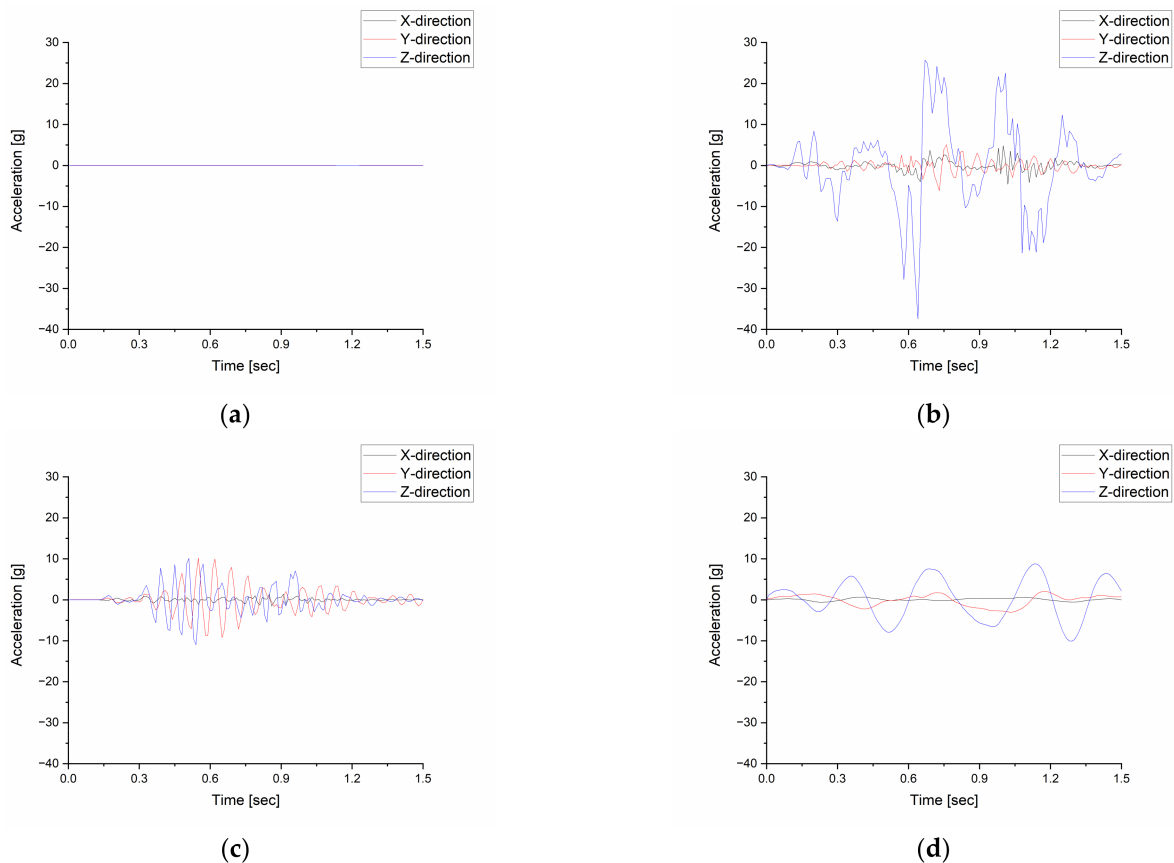 X-direction
Y-direction
Z-direction
30
20
10
0
−10
−20
−30
−40
Acceleration [g]
0.0 0.3 0.6 0.9 1.2 1.5
Time [sec]
(a)
X-direction
Y-direction
Z-direction
30
20
10
0
−10
−20
−30
−40
Acceleration [g]
0.0 0.3 0.6 0.9 1.2 1.5
Time [sec]
(b)
X-direction
Y-direction
Z-direction
30
20
10
0
−10
−20
−30
−40
Acceleration [g]
0.0 0.3 0.6 0.9 1.2 1.5
Time [sec]
(c)
X-direction
Y-direction
Z-direction
30
20
10
0
−10
−20
−30
−40
Acceleration [g]
0.0 0.3 0.6 0.9 1.2 1.5
Time [sec]
(d)